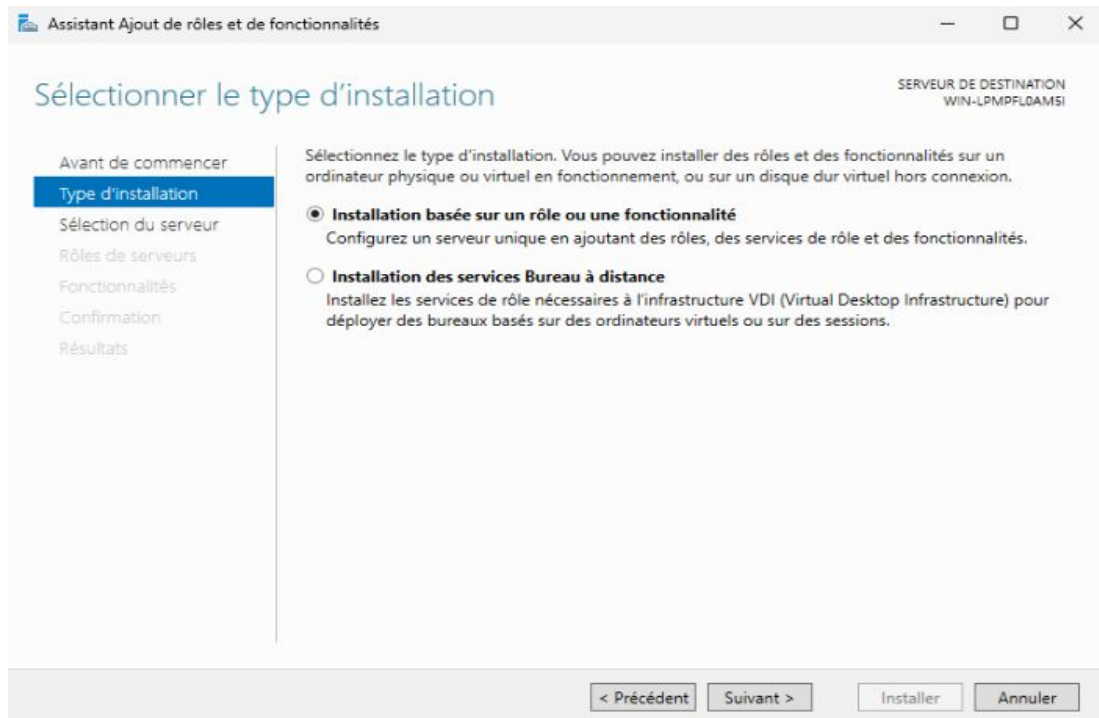 Assistant Ajout de rôles et de fonctionnalités
Sélectionner le type d'installation
SERVEUR DE DESTINATION
WIN-LPMPFL0AM5I
Avant de commencer
Type d'installation
Sélection du serveur
Rôles de serveurs
Fonctionnalités
Confirmation
Résultats
Sélectionnez le type d'installation. Vous pouvez installer des rôles et des fonctionnalités sur un
ordinateur physique ou virtuel en fonctionnement, ou sur un disque dur virtuel hors connexion.
Installation basée sur un rôle ou une fonctionnalité
Configurez un serveur unique en ajoutant des rôles, des services de rôle et des fonctionnalités.
Installation des services Bureau à distance
Installez les services de rôle nécessaires à l'infrastructure VDI (Virtual Desktop Infrastructure) pour
déployer des bureaux basés sur des ordinateurs virtuels ou sur des sessions.
< Précédent
Suivant >
Installer
Annuler